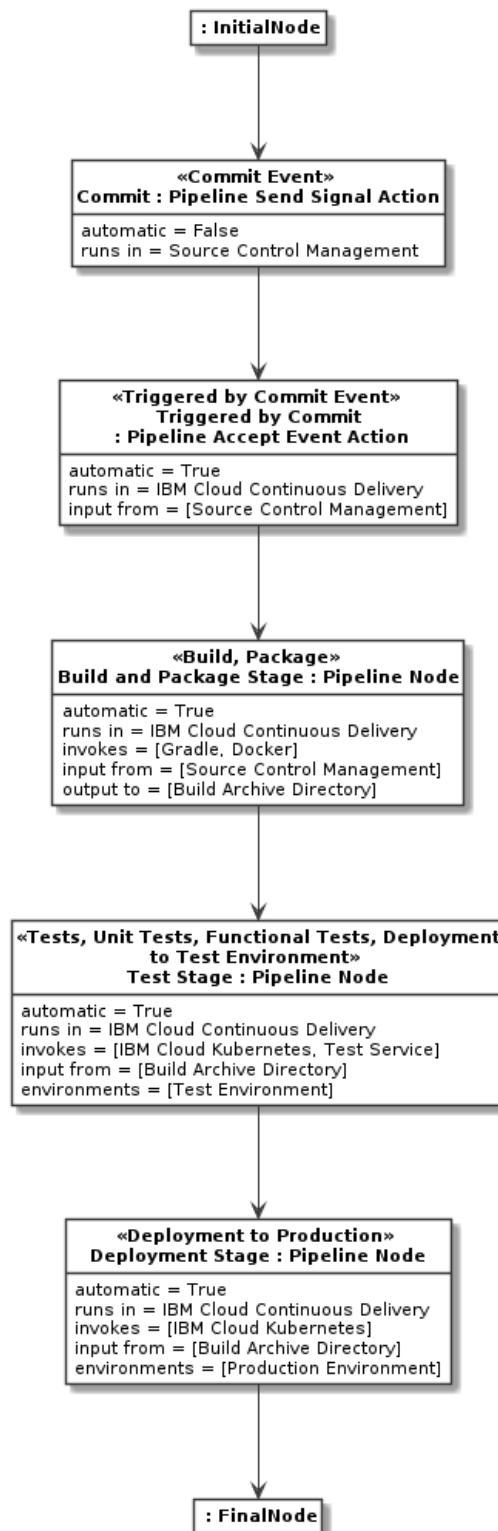 : InitialNode
«Commit Event»
Commit : Pipeline Send Signal Action
automatic = False
runs in = Source Control Management
«Triggered by Commit Event»
Triggered by Commit
: Pipeline Accept Event Action
automatic = True
runs in = IBM Cloud Continuous Delivery
input from = [Source Control Management]
«Build, Package»
Build and Package Stage : Pipeline Node
automatic = True
runs in = IBM Cloud Continuous Delivery
invokes = [Gradle, Docker]
input from = [Source Control Management]
output to = [Build Archive Directory]
«Tests, Unit Tests, Functional Tests, Deployment
to Test Environment»
Test Stage : Pipeline Node
automatic = True
runs in = IBM Cloud Continuous Delivery
invokes = [IBM Cloud Kubernetes, Test Service]
input from = [Build Archive Directory]
environments = [Test Environment]
«Deployment to Production»
Deployment Stage : Pipeline Node
automatic = True
runs in = IBM Cloud Continuous Delivery
invokes = [IBM Cloud Kubernetes]
input from = [Build Archive Directory]
environments = [Production Environment]
: FinalNode